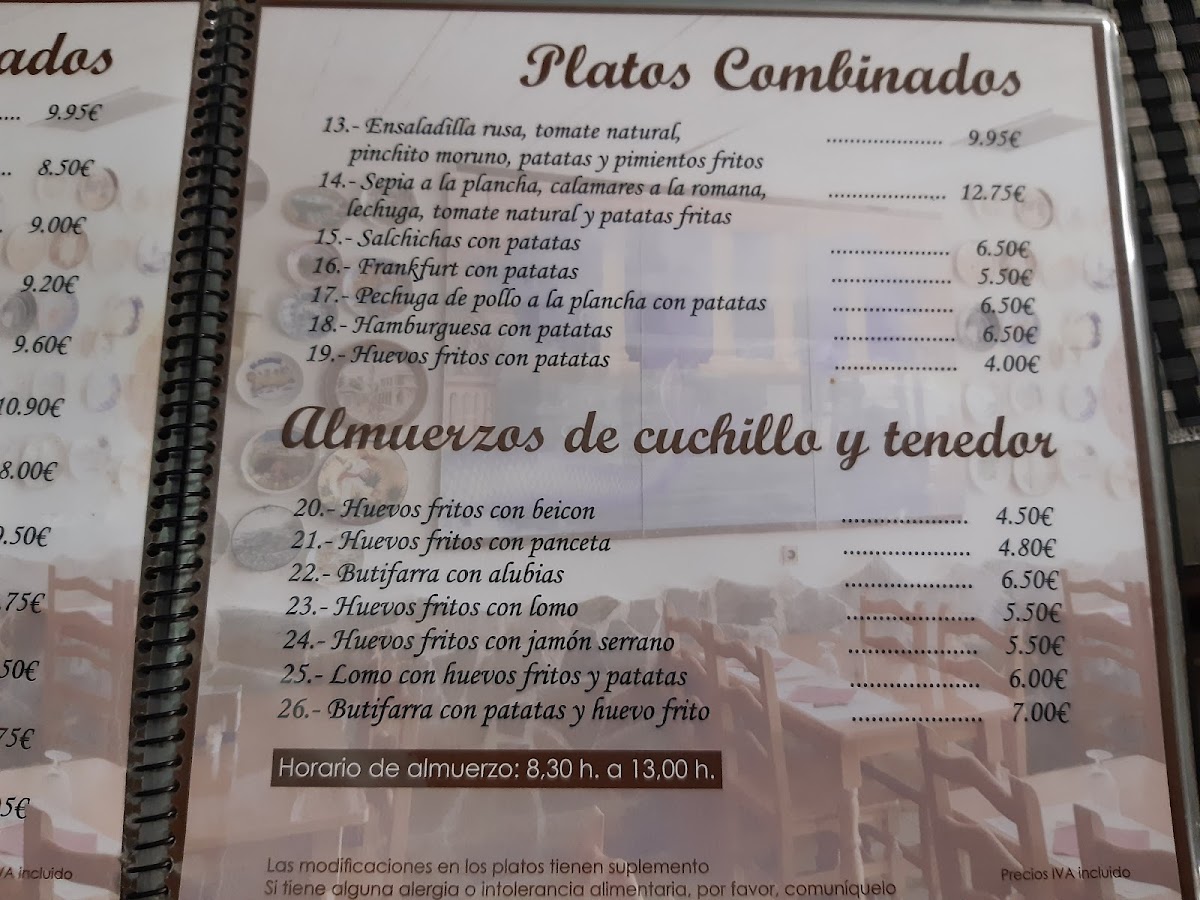 ados
.... 9.95€
.. 8.50€
. 9.00€
9.20€
9.60€
10.90€
8.00€
9.50€
.75€
50€
75€
5€
VA incluido
Platos Combinados
13.- Ensaladilla rusa, tomate natural, .................... 9.95€
pinchito moruno, patatas y pimientos fritos
14.- Sepia a la plancha, calamares a la romana, .................... 12.75€
lechuga, tomate natural y patatas fritas
15.- Salchichas con patatas .................... 6.50€
16.- Frankfurt con patatas .................... 5.50€
17.- Pechuga de pollo a la plancha con patatas .................... 6.50€
18.- Hamburguesa con patatas .................... 6.50€
19.- Huevos fritos con patatas .................... 4.00€
Almuerzos de cuchillo y tenedor
20.- Huevos fritos con beicon .................... 4.50€
21.- Huevos fritos con panceta .................... 4.80€
22.- Butifarra con alubias .................... 6.50€
23.- Huevos fritos con lomo .................... 5.50€
24.- Huevos fritos con jamón serrano .................... 5.50€
25.- Lomo con huevos fritos y patatas .................... 6.00€
26.- Butifarra con patatas y huevo frito .................... 7.00€
Horario de almuerzo: 8,30 h. a 13,00 h.
Las modificaciones en los platos tienen suplemento
Precios IVA incluido
Si tiene alguna alergia o intolerancia alimentaria, por favor, comuníquelo